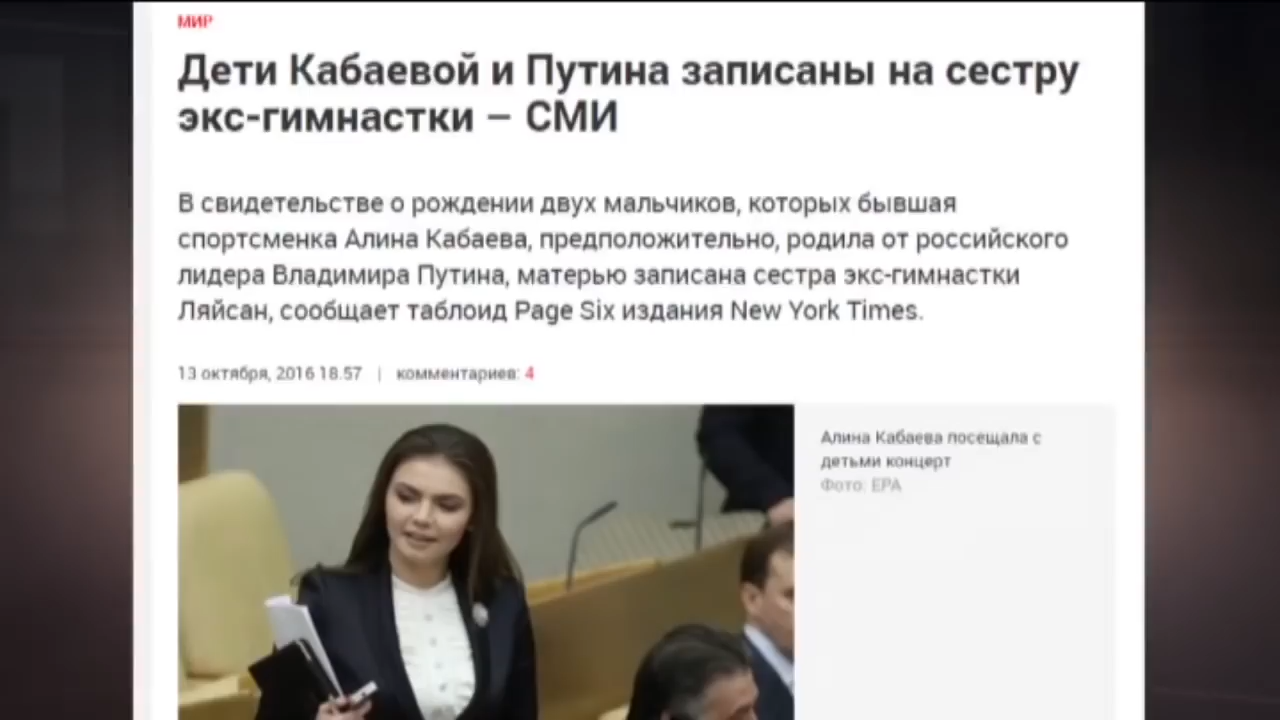 МИР
Дети Кабаевой и Путина записаны на сестру
экс-гимнастки – СМИ
В свидетельстве о рождении двух мальчиков, которых бывшая
спортсменка Алина Кабаева, предположительно, родила от российского
лидера Владимира Путина, матерью записана сестра экс-гимнастки
Ляйсан, сообщает таблоид Page Six издания New York Times.
13 октября, 2016 18.57 | комментариев: 4
Алина Кабаева посещала с
детьми концерт
Фото: EPA